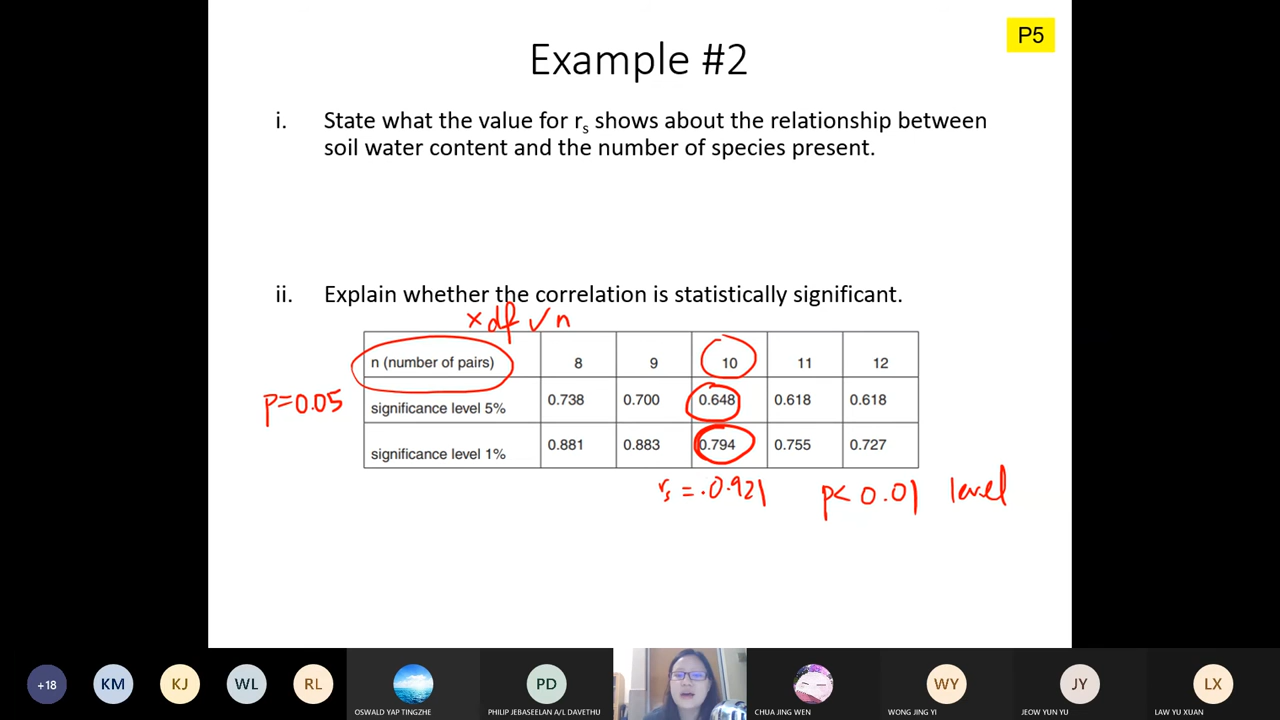 P5
Example #2
i. State what the value for rs shows about the relationship between
soil water content and the number of species present.
ii. Explain whether the correlation is statistically significant.
× df ✓ n
n (number of pairs) 8 9 10 11 12
p=0.05
significance level 5% 0.738 0.700 0.648 0.618 0.618
significance level 1% 0.881 0.883 0.794 0.755 0.727
rs = .0.921 p< 0.01 level
+18 KM KJ WL RL PD WY JY LX
OSWALD YAP TINGZHE PHILIP JEBASEELAN A/L DAVETHU CHUA JING WEN WONG JING YI JEOW YUN YU LAW YU XUAN